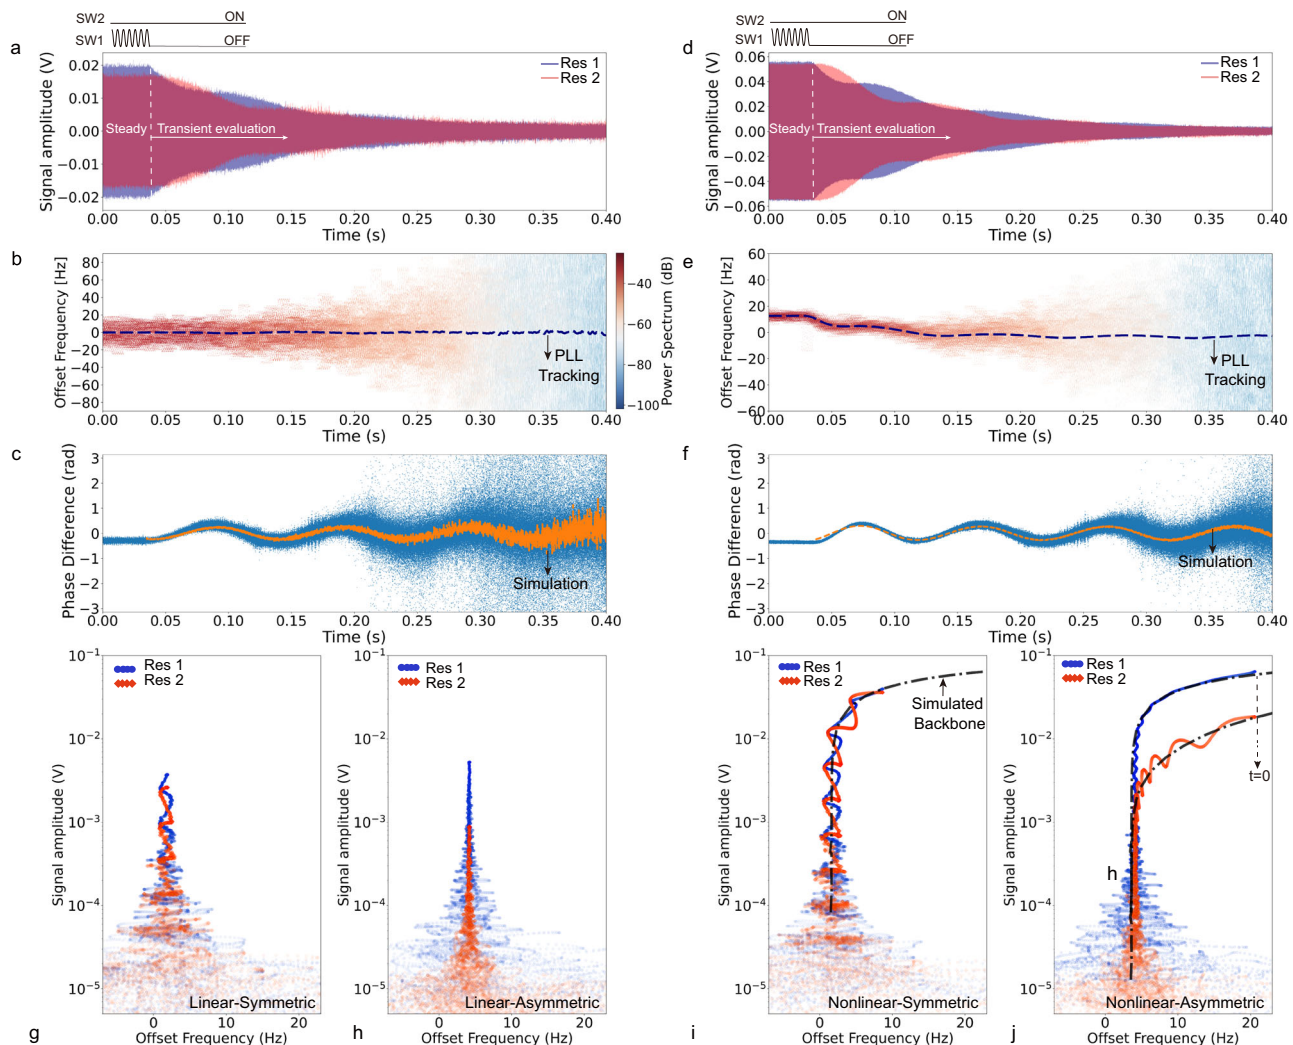 SW2 ON
SW1 OFF
a
Signal amplitude (V)
0.02
0.01
0.00
−0.01
−0.02
Res 1
Res 2
Steady
Transient evaluation
0.00 0.05 0.10 0.15 0.20 0.25 0.30 0.35 0.40
Time (s)
SW2 ON
SW1 OFF
d
Signal amplitude (V)
0.06
0.04
0.02
0.00
−0.02
−0.04
−0.06
Res 1
Res 2
Steady
Transient evaluation
0.00 0.05 0.10 0.15 0.20 0.25 0.30 0.35 0.40
Time (s)
b
Offset Frequency [Hz]
80
60
40
20
0
−20
−40
−60
−80
PLL
Tracking
0.00 0.05 0.10 0.15 0.20 0.25 0.30 0.35 0.40
Time (s)
−40
−60
−80
−100
Power Spectrum (dB)
e
Offset Frequency [Hz]
60
40
20
0
−20
−40
−60
PLL
Tracking
0.00 0.05 0.10 0.15 0.20 0.25 0.30 0.35 0.40
Time (s)
c
Phase Difference (rad)
3
2
1
0
−1
−2
−3
Simulation
0.00 0.05 0.10 0.15 0.20 0.25 0.30 0.35 0.40
Time (s)
f
Phase Difference (rad)
3
2
1
0
−1
−2
−3
Simulation
0.00 0.05 0.10 0.15 0.20 0.25 0.30 0.35 0.40
Time (s)
Signal amplitude (V)
10⁻¹
10⁻²
10⁻³
10⁻⁴
10⁻⁵
Res 1
Res 2
Linear-Symmetric
0 10 20
Offset Frequency (Hz)
g
Signal amplitude (V)
10⁻¹
10⁻²
10⁻³
10⁻⁴
10⁻⁵
Res 1
Res 2
Linear-Asymmetric
0 10 20
Offset Frequency (Hz)
h
Signal amplitude (V)
10⁻¹
10⁻²
10⁻³
10⁻⁴
10⁻⁵
Res 1
Res 2
Simulated
Backbone
Nonlinear-Symmetric
0 10 20
Offset Frequency (Hz)
i
Signal amplitude (V)
10⁻¹
10⁻²
10⁻³
10⁻⁴
10⁻⁵
Res 1
Res 2
t=0
h
Nonlinear-Asymmetric
0 10 20
Offset Frequency (Hz)
j